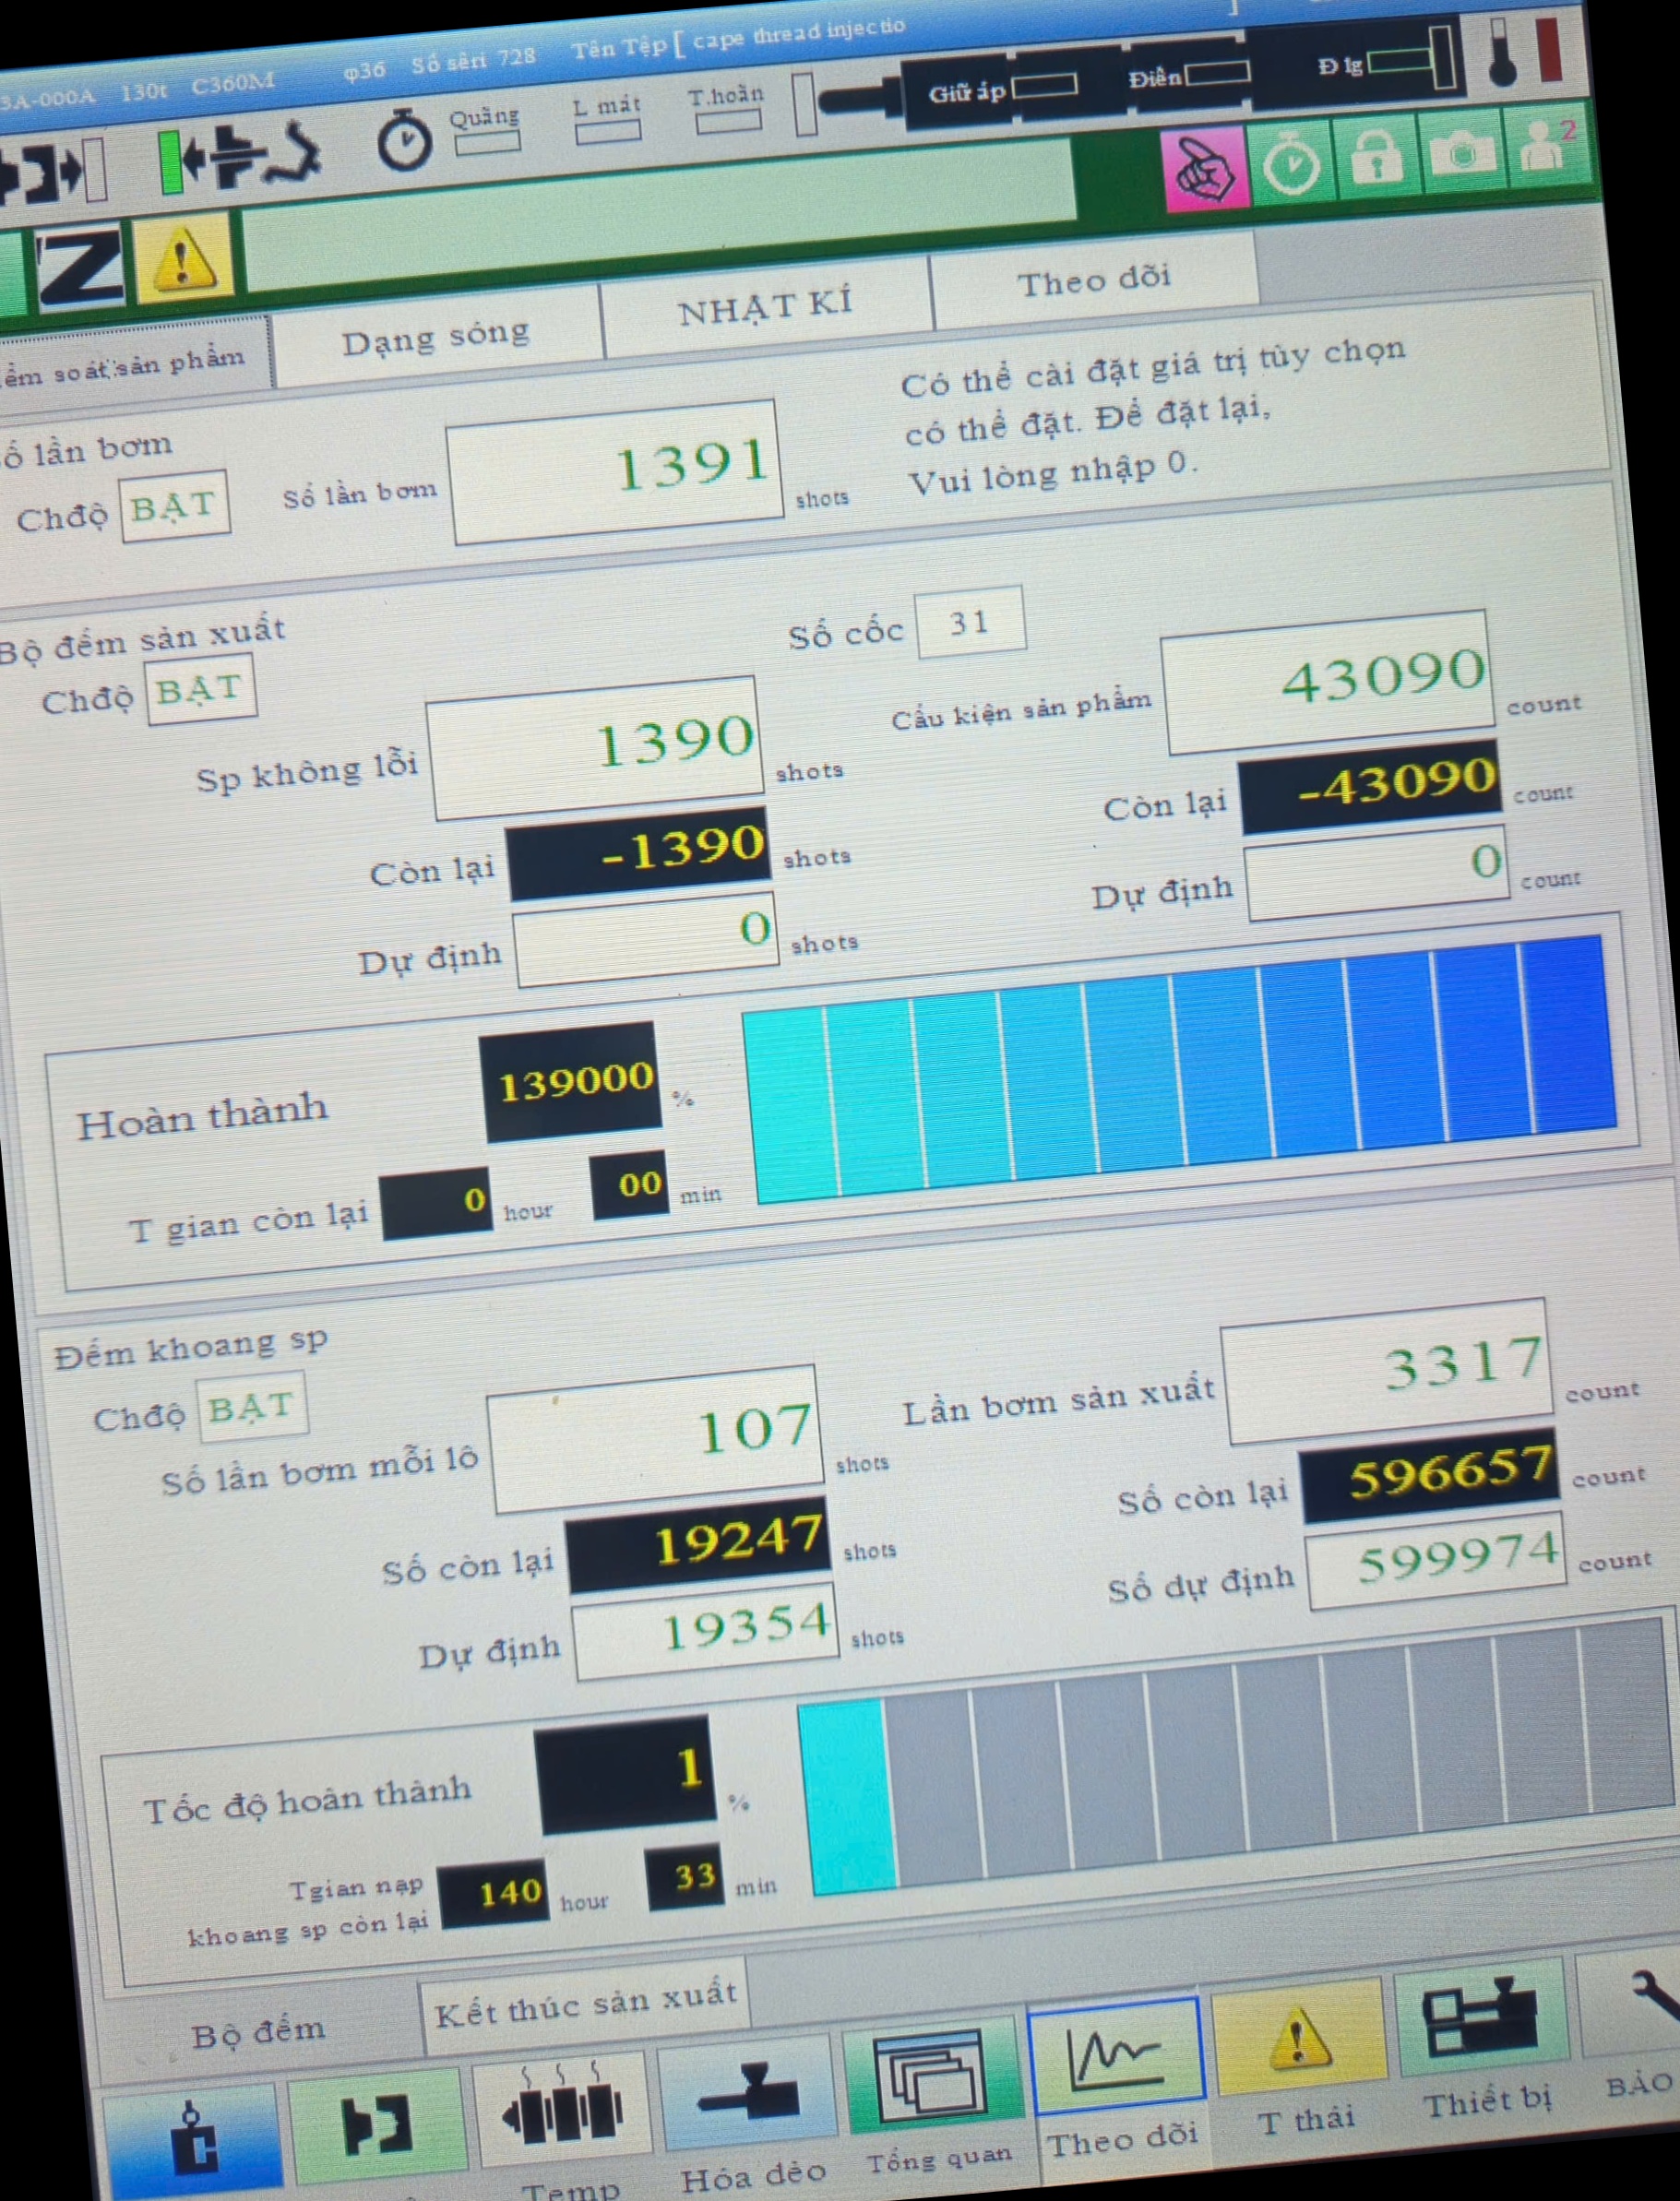 3A-000A 130t C360M φ36 Số sêri 728 Tên Tệp [ cape thread injectio ]
Quãng L mát T.hoãn Giữ áp Điền Đ lg
2
Dạng sóng NHẬT KÍ Theo dõi
ểm soát sản phẩm
Số lần bơm
Chđộ BẬT Số lần bơm 1391 shots
Có thể cài đặt giá trị tùy chọn
có thể đặt. Để đặt lại,
Vui lòng nhập 0.
Bộ đếm sản xuất
Chđộ BẬT
Số cốc 31
Sp không lỗi 1390 shots
Cấu kiện sản phẩm 43090 count
Còn lại -1390 shots
Còn lại -43090 count
Dự định 0 shots
Dự định 0 count
Hoàn thành 139000 %
T gian còn lại 0 hour 00 min
Đếm khoang sp
Chđộ BẬT
Số lần bơm mỗi lô 107 shots
Lần bơm sản xuất 3317 count
Số còn lại 19247 shots
Số còn lại 596657 count
Dự định 19354 shots
Số dự định 599974 count
Tốc độ hoàn thành 1 %
Tgian nạp
khoang sp còn lại 140 hour 33 min
Bộ đếm Kết thúc sản xuất
Temp Hóa dẻo Tổng quan Theo dõi T thái Thiết bị BẢO